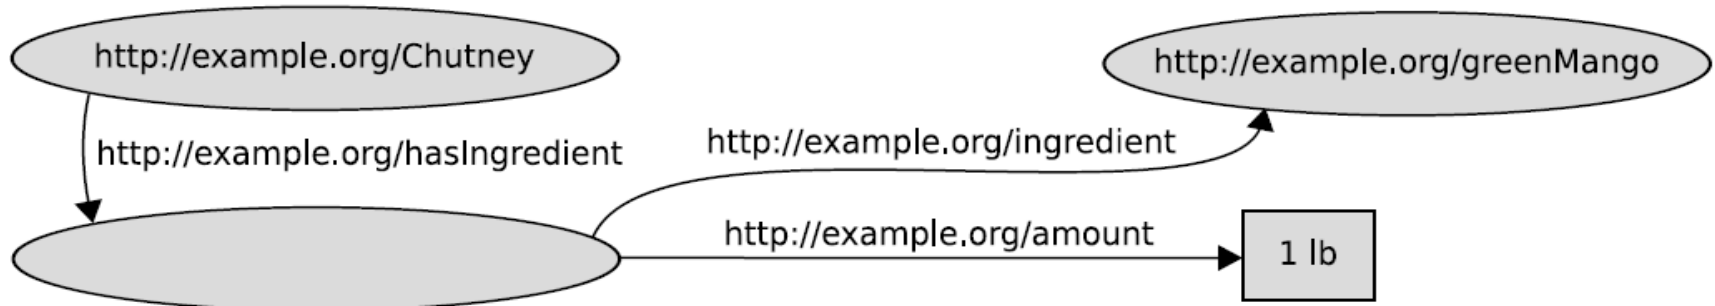 http://example.org/Chutney
http://example.org/greenMango
http://example.org/hasIngredient
http://example.org/ingredient
http://example.org/amount
1 lb